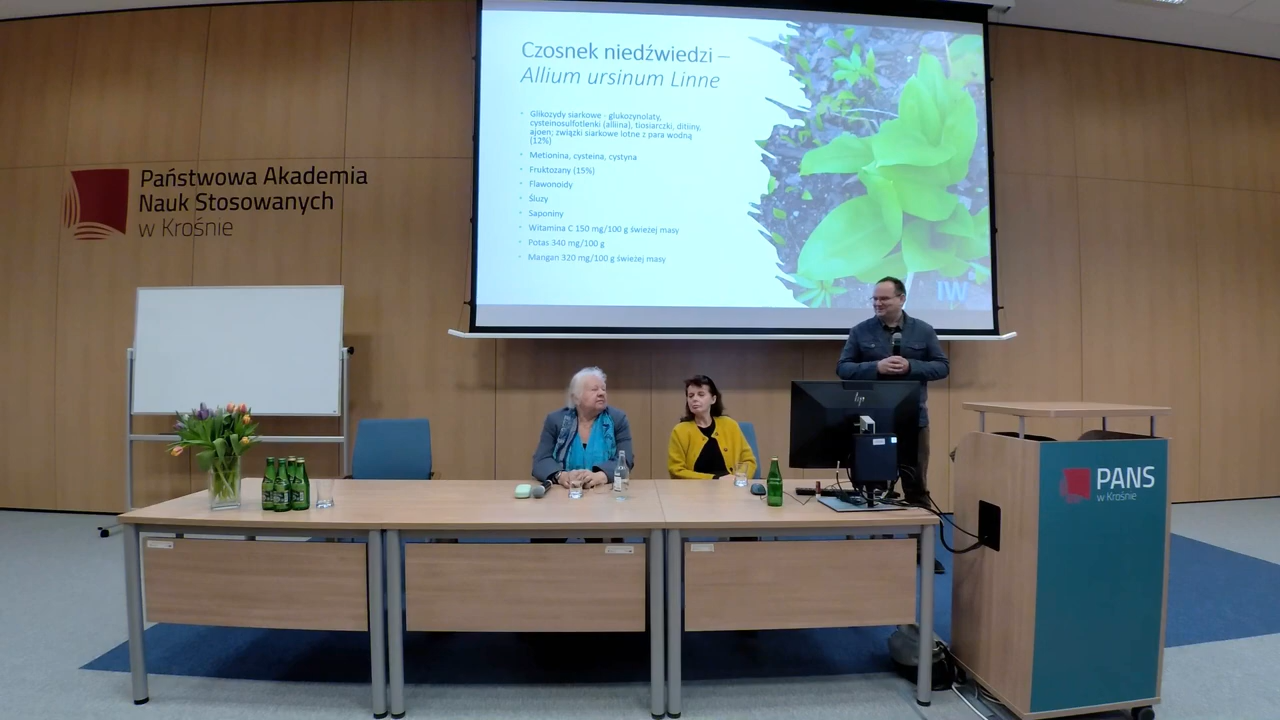 Czosnek niedźwiedzi –
Allium ursinum Linne
• Glikozydy siarkowe - glukozynolaty,
cysteinosulfotlenki (alliina), tiosiarczki, ditiiny,
ajoen; związki siarkowe lotne z para wodną
(12%)
• Metionina, cysteina, cystyna
• Fruktozany (15%)
• Flawonoidy
• Śluzy
• Saponiny
• Witamina C 150 mg/100 g świeżej masy
• Potas 340 mg/100 g
• Mangan 320 mg/100 g świeżej masy
IW
Państwowa Akademia
Nauk Stosowanych
w Krośnie
hp
PANS
w Krośnie